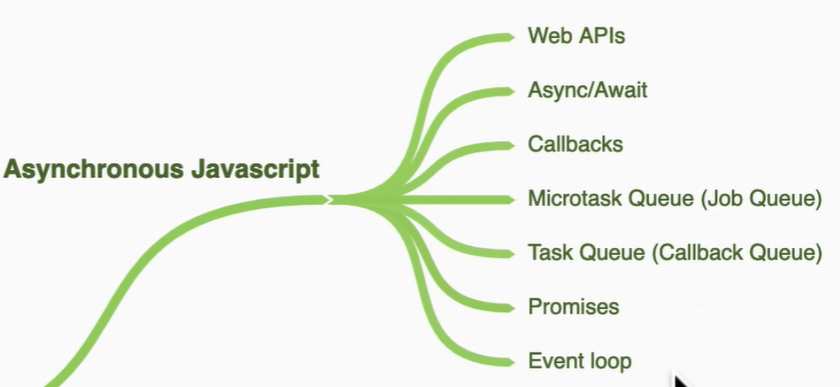 Web APIs
Async/Await
Callbacks
Asynchronous Javascript
Microtask Queue (Job Queue)
Task Queue (Callback Queue)
Promises
Event loop